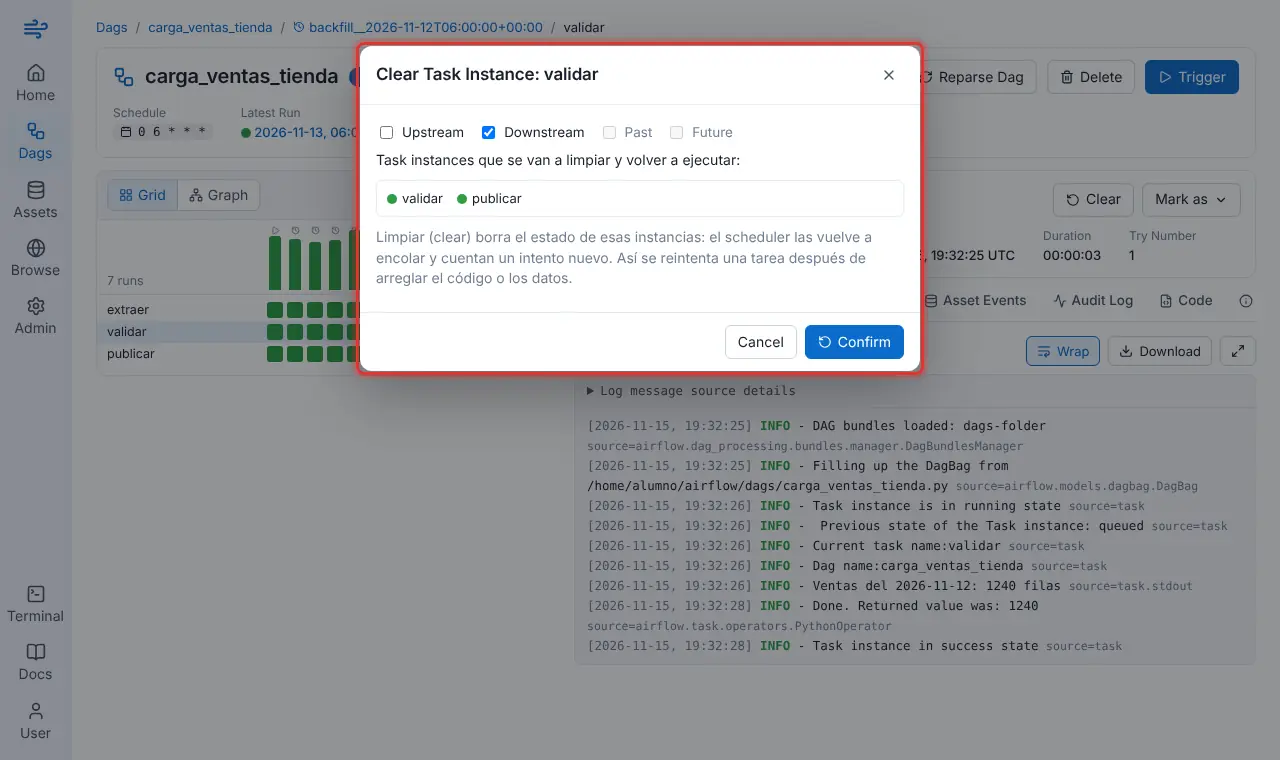 Dags / carga_ventas_tienda / backfill__2026-11-12T06:00:00+00:00 / validar
Home
Dags
Assets
Browse
Admin
Terminal
Docs
User
carga_ventas_tienda
Reparse Dag
Delete
Trigger
Schedule
0 6 * * *
Latest Run
2026-11-13, 06:0
Grid
Graph
7 runs
extraer
validar
publicar
Clear Task Instance: validar
Upstream Downstream Past Future
Task instances que se van a limpiar y volver a ejecutar:
validar publicar
Limpiar (clear) borra el estado de esas instancias: el scheduler las vuelve a
encolar y cuentan un intento nuevo. Así se reintenta una tarea después de
arreglar el código o los datos.
Cancel Confirm
Clear Mark as
Duration Try Number
, 19:32:25 UTC 00:00:03 1
Asset Events Audit Log Code
Wrap Download
Log message source details
[2026-11-15, 19:32:25] INFO - DAG bundles loaded: dags-folder
source=airflow.dag_processing.bundles.manager.DagBundlesManager
[2026-11-15, 19:32:25] INFO - Filling up the DagBag from
/home/alumno/airflow/dags/carga_ventas_tienda.py source=airflow.models.dagbag.DagBag
[2026-11-15, 19:32:26] INFO - Task instance is in running state source=task
[2026-11-15, 19:32:26] INFO -  Previous state of the Task instance: queued source=task
[2026-11-15, 19:32:26] INFO - Current task name:validar source=task
[2026-11-15, 19:32:26] INFO - Dag name:carga_ventas_tienda source=task
[2026-11-15, 19:32:26] INFO - Ventas del 2026-11-12: 1240 filas source=task.stdout
[2026-11-15, 19:32:28] INFO - Done. Returned value was: 1240
source=airflow.task.operators.PythonOperator
[2026-11-15, 19:32:28] INFO - Task instance in success state source=task